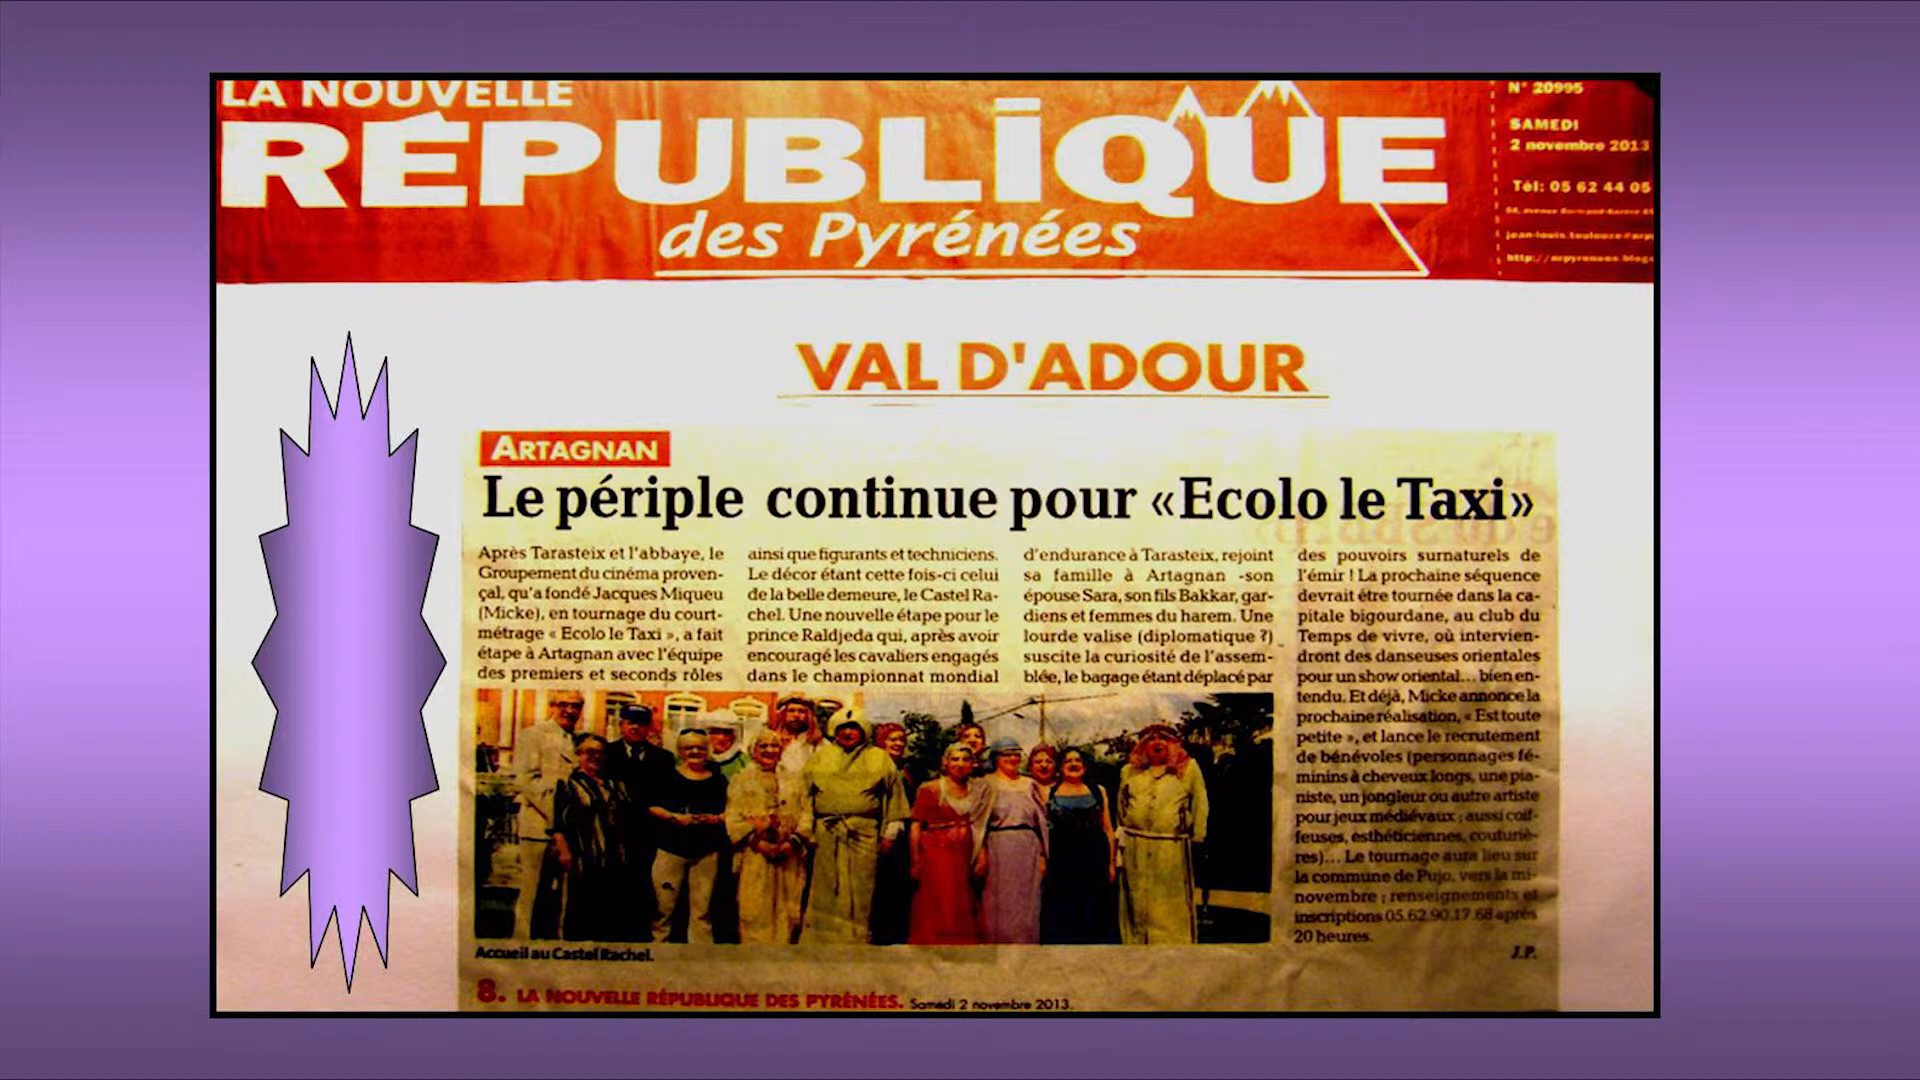 LA NOUVELLE
RÉPUBLIQUE
des Pyrénées
N° 20995
SAMEDI
2 novembre 2013
Tél: 05 62 44 05
http://nrpyrenees.blogs
VAL D'ADOUR
ARTAGNAN
Le périple continue pour «Ecolo le Taxi»
Après Tarasteix et l'abbaye, le
Groupement du cinéma proven-
çal, qu'a fondé Jacques Miqueu
(Micke), en tournage du court-
métrage « Ecolo le Taxi », a fait
étape à Artagnan avec l'équipe
des premiers et seconds rôles
ainsi que figurants et techniciens.
Le décor étant cette fois-ci celui
de la belle demeure, le Castel Ra-
chel. Une nouvelle étape pour le
prince Raldjeda qui, après avoir
encouragé les cavaliers engagés
dans le championnat mondial
d'endurance à Tarasteix, rejoint
sa famille à Artagnan -son
épouse Sara, son fils Bakkar, gar-
diens et femmes du harem. Une
lourde valise (diplomatique ?)
suscite la curiosité de l'assem-
blée, le bagage étant déplacé par
des pouvoirs surnaturels de
l'émir ! La prochaine séquence
devrait être tournée dans la ca-
pitale bigourdane, au club du
Temps de vivre, où intervien-
dront des danseuses orientales
pour un show oriental... bien en-
tendu. Et déjà, Micke annonce la
prochaine réalisation, « Est toute
petite », et lance le recrutement
de bénévoles (personnages fé-
minins à cheveux longs, une pia-
niste, un jongleur ou autre artiste
pour jeux médiévaux ; aussi coif-
feuses, esthéticiennes, couturiè-
res)... Le tournage aura lieu sur
la commune de Pujo, vers la mi-
novembre ; renseignements et
inscriptions 05.62.90.17.68 après
20 heures.
J.P.
Accueil au Castel Rachel.
8. LA NOUVELLE RÉPUBLIQUE DES PYRÉNÉES. Samedi 2 novembre 2013.